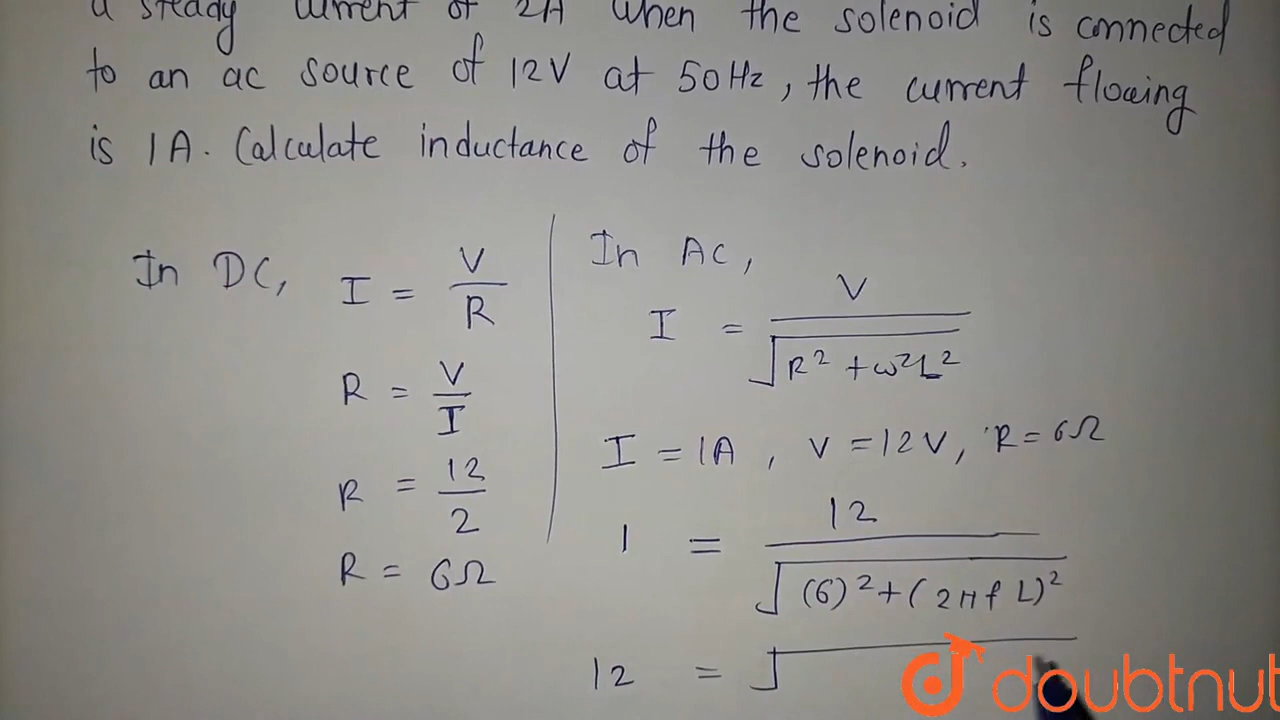 a steady current of 2A when the solenoid is connected
to an ac source of 12V at 50Hz, the current flowing
is 1A. Calculate inductance of the solenoid.
In DC, I = V/R
R = V/I
R = 12/2
R = 6Ω
In AC,
I = V/√(R² + ω²L²)
I = 1A, V = 12V, R = 6Ω
1 = 12/√((6)² + (2πfL)²)
12 = √
doubtnut